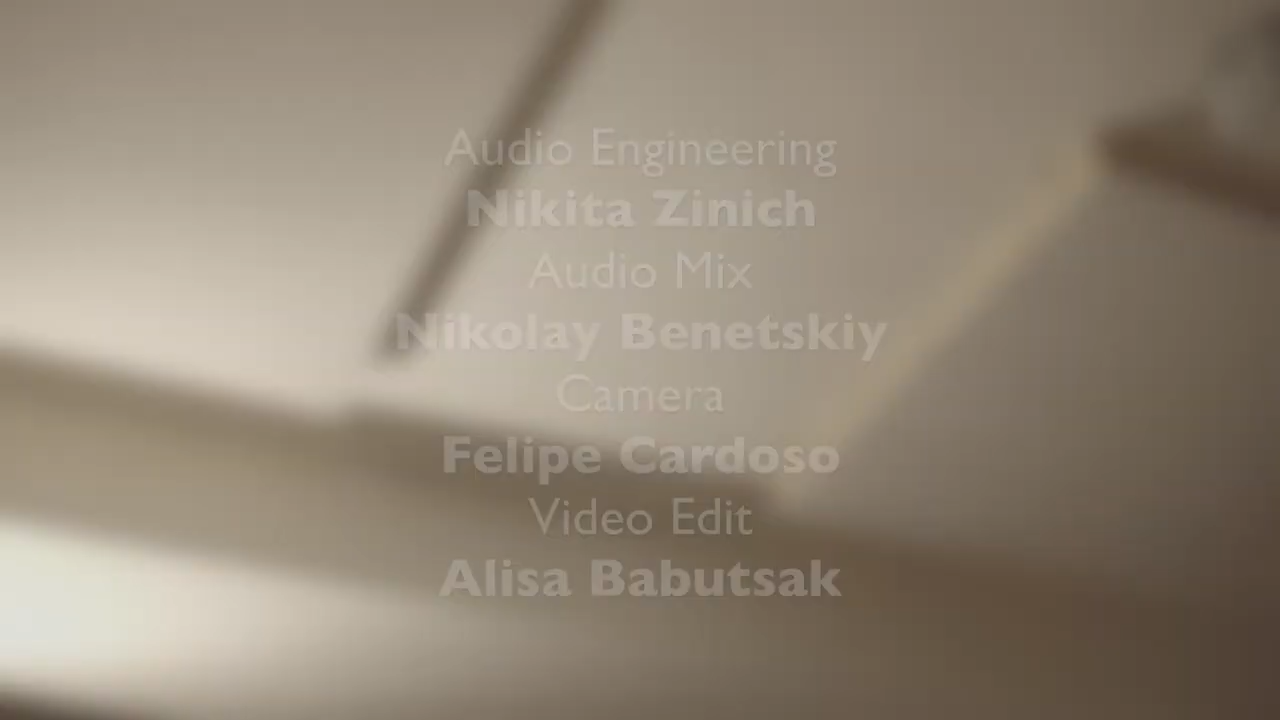 Audio Engineering
Nikita Zinich
Audio Mix
Nikolay Benetskiy
Camera
Felipe Cardoso
Video Edit
Alisa Babutsak